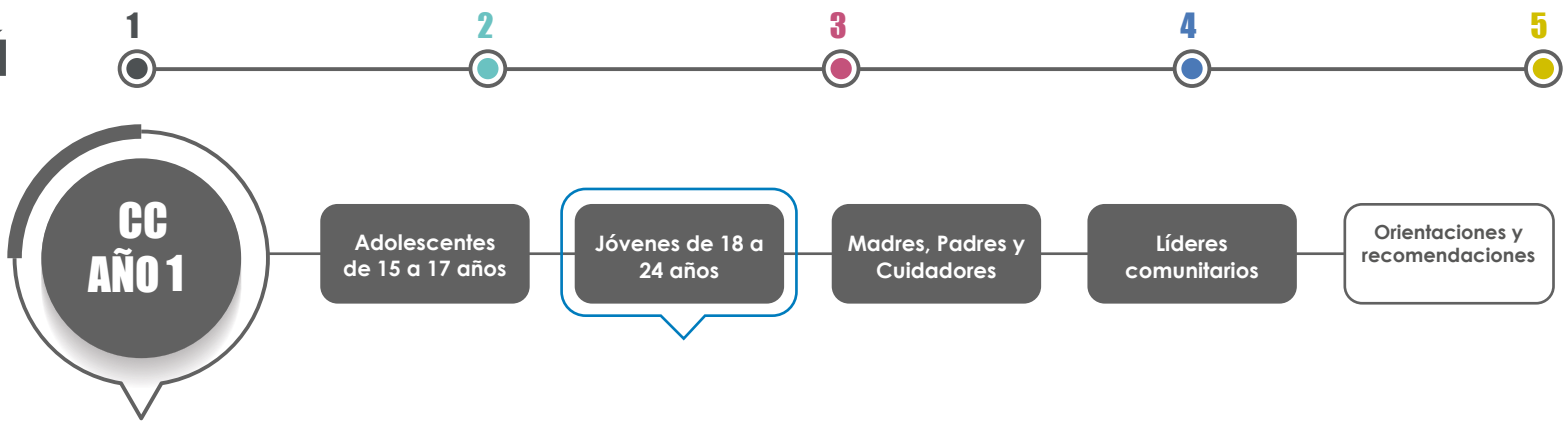 1
2
3
4
5
CC
AÑO 1
Adolescentes
de 15 a 17 años
Jóvenes de 18 a
24 años
Madres, Padres y
Cuidadores
Líderes
comunitarios
Orientaciones y
recomendaciones